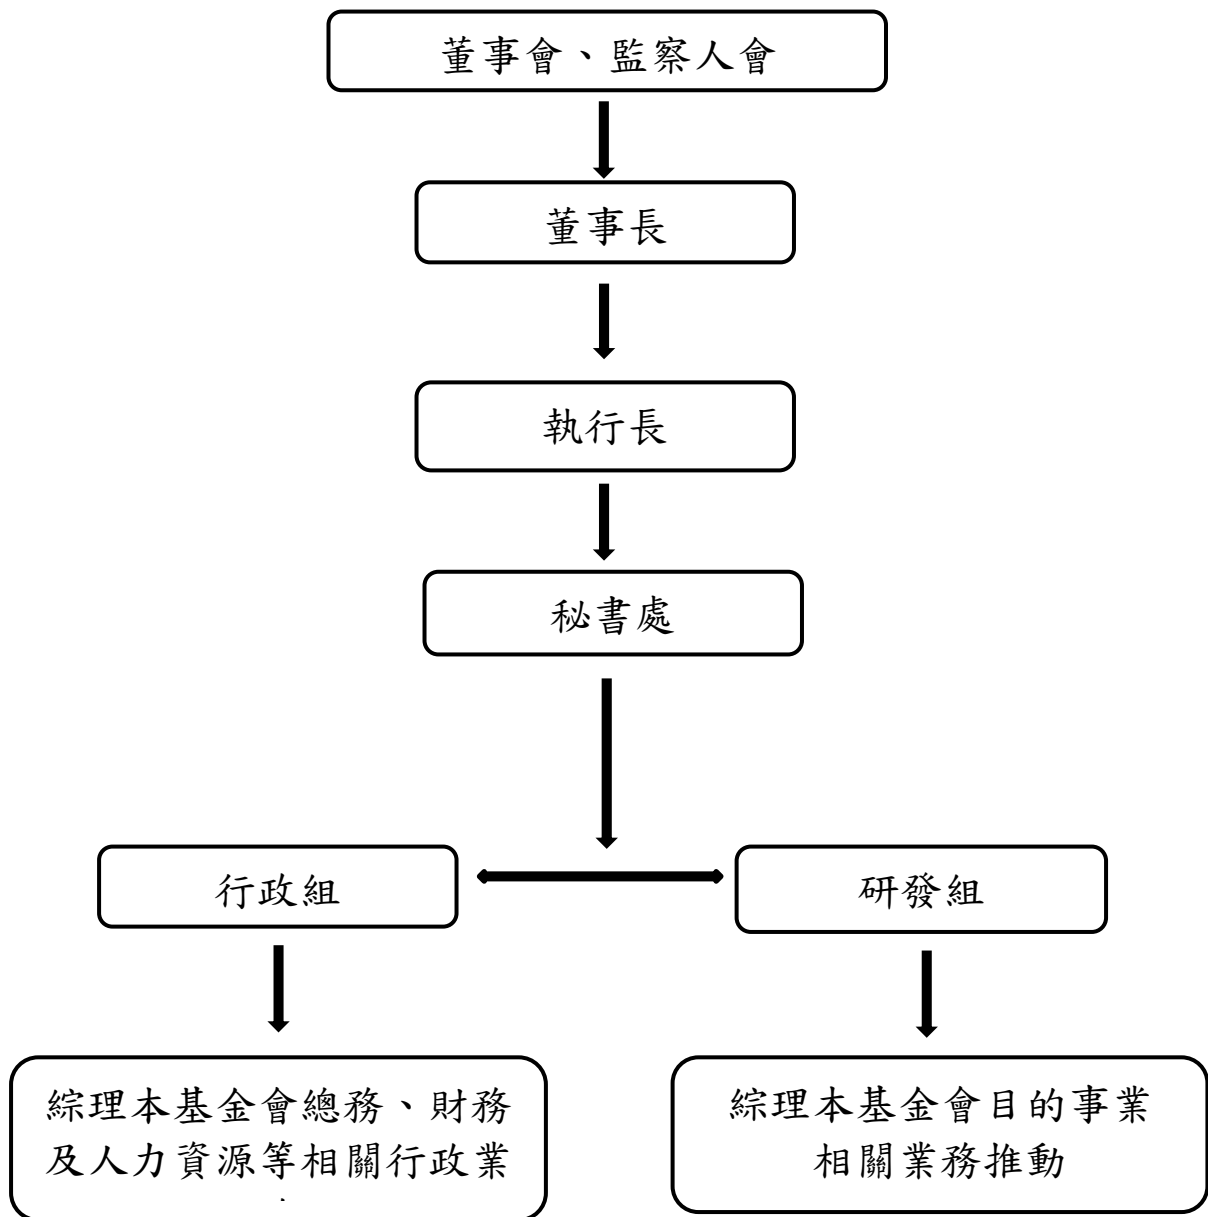 董事會、監察人會
董事長
執行長
秘書處
行政組
研發組
綜理本基金會總務、財務
及人力資源等相關行政業
綜理本基金會目的事業
相關業務推動